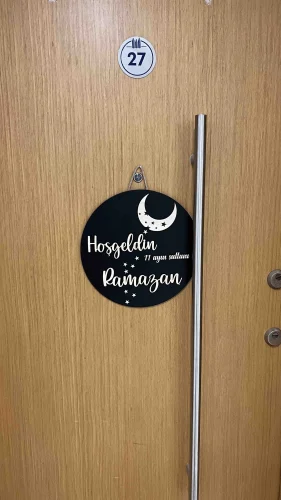 27
Hoşgeldin
11 ayın sultanı
Ramazan